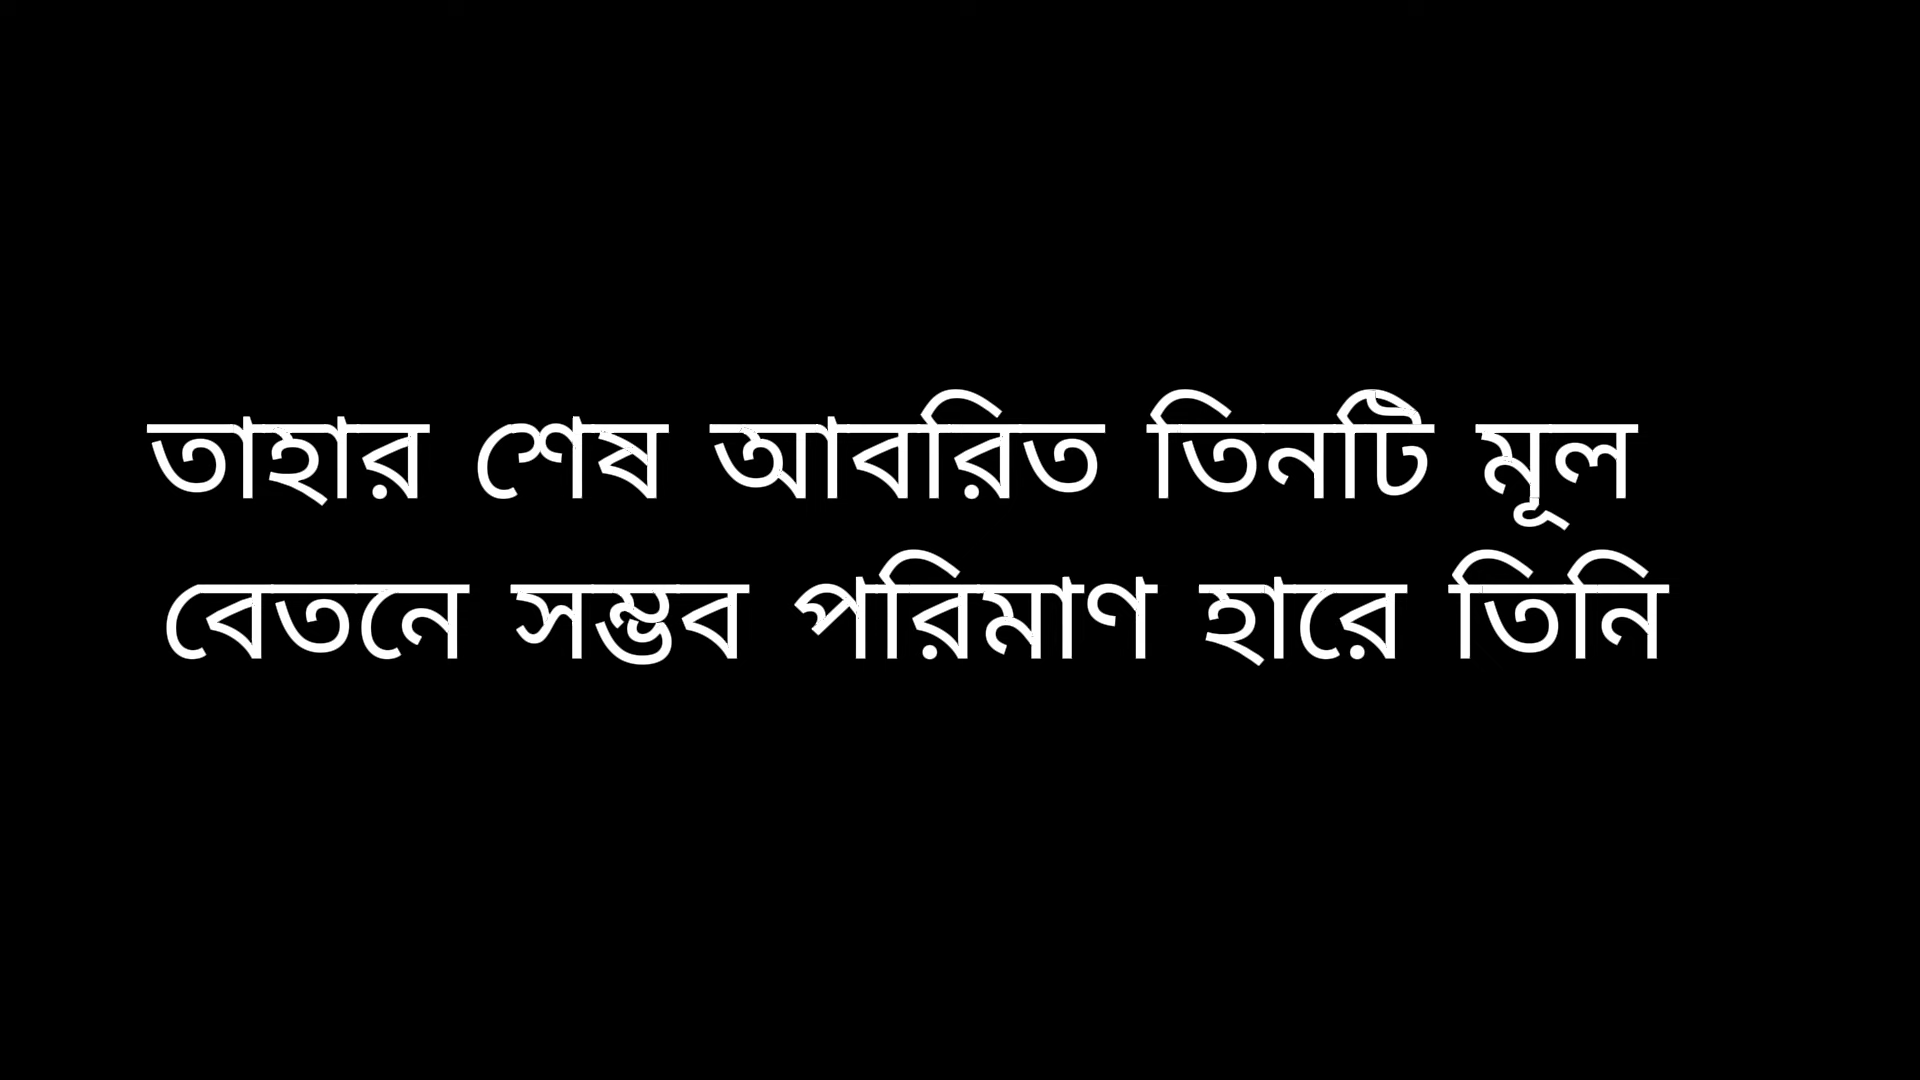 তাহার শেষ আবরিত তিনটি মূল
বেতনে সম্ভব পরিমাণ হারে তিনি